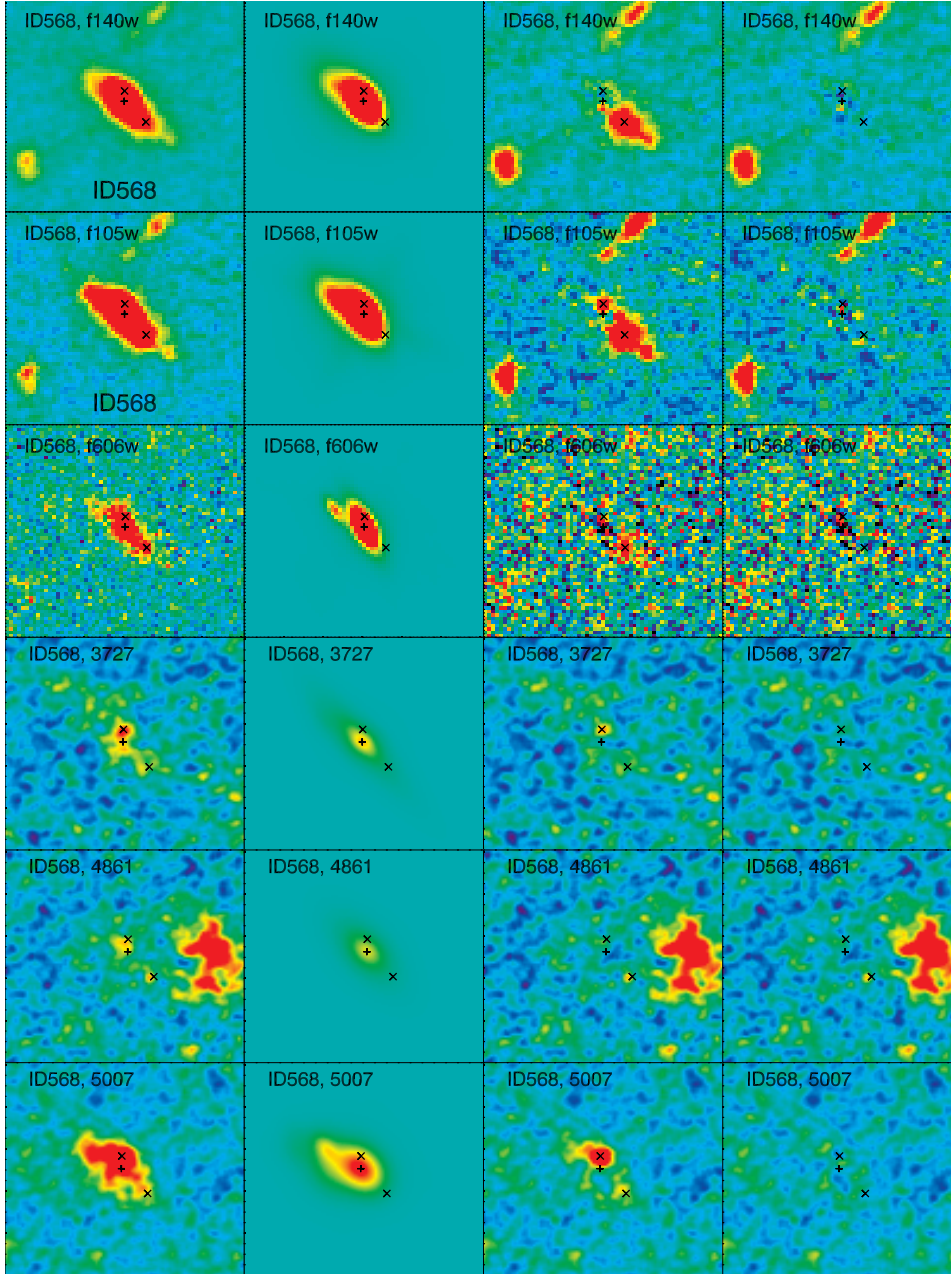 ID568, f140w ID568, f140w ID568, f140w ID568, f140w
ID568
ID568, f105w ID568, f105w ID568, f105w ID568, f105w
ID568
ID568, f606w ID568, f606w ID568, f606w ID568, f606w
ID568, 3727 ID568, 3727 ID568, 3727 ID568, 3727
ID568, 4861 ID568, 4861 ID568, 4861 ID568, 4861
ID568, 5007 ID568, 5007 ID568, 5007 ID568, 5007